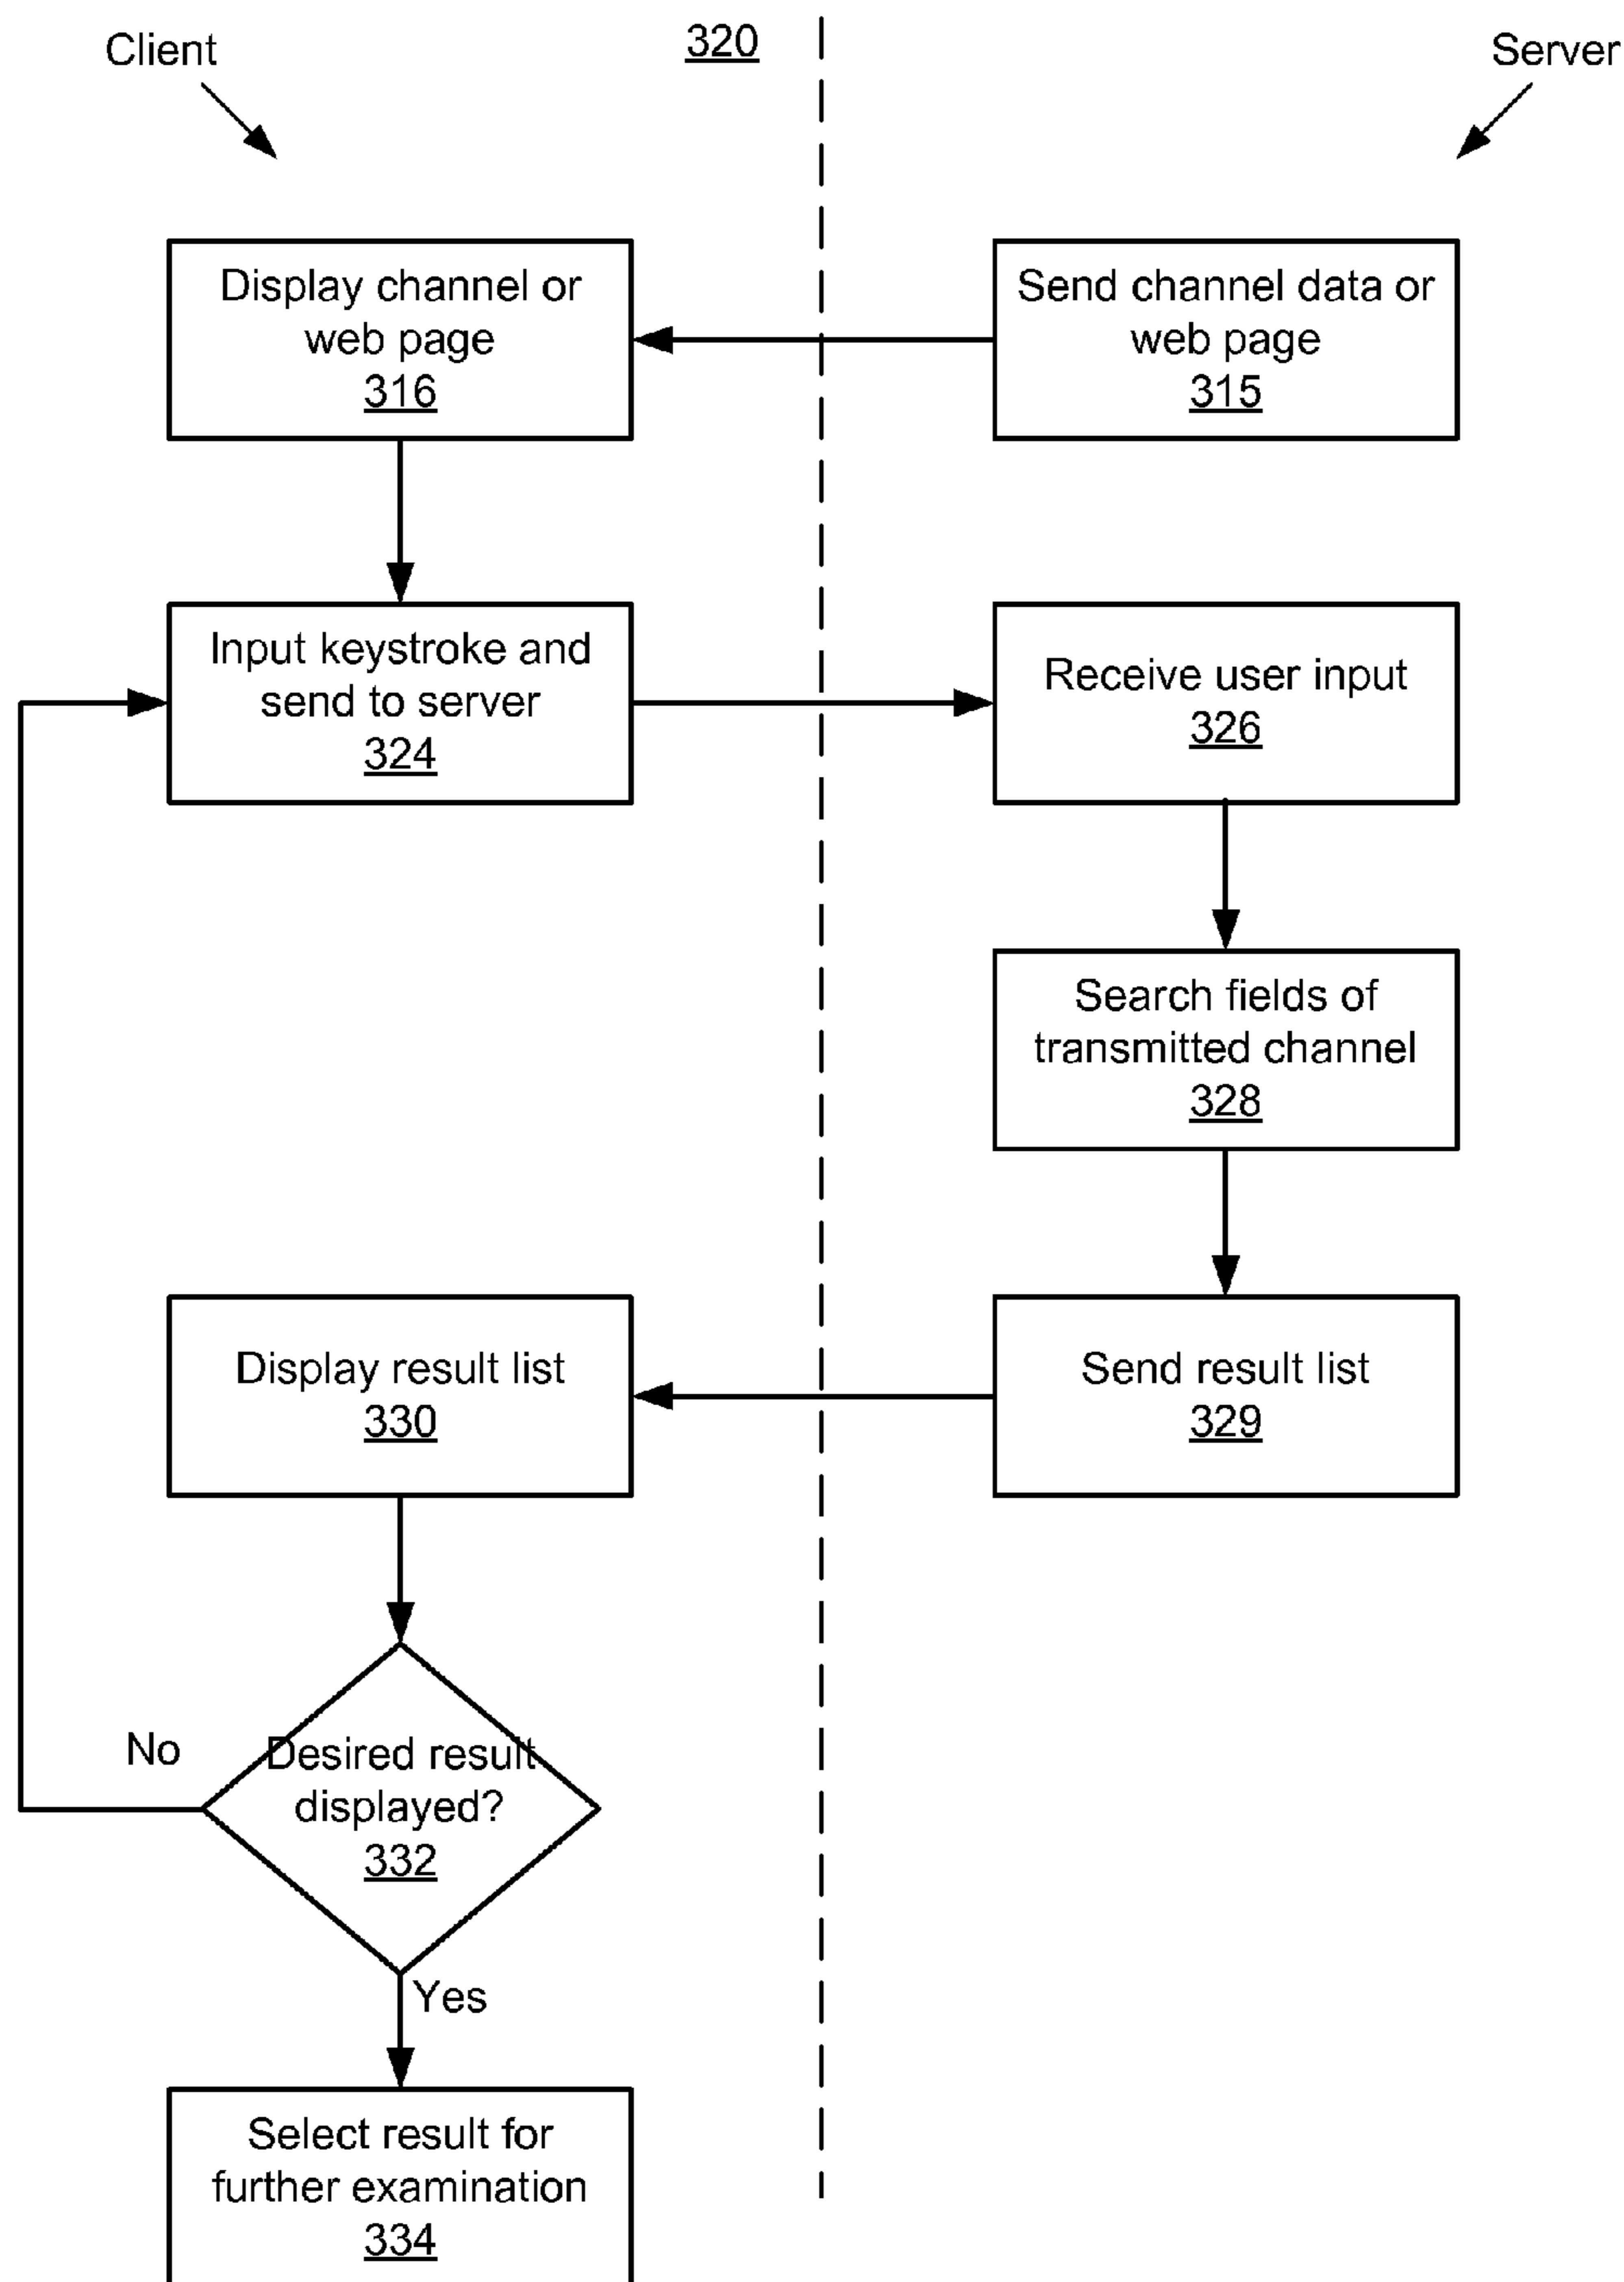 Client
320
Server
Display channel or
web page
316
Send channel data or
web page
315
Input keystroke and
send to server
324
Receive user input
326
Search fields of
transmitted channel
328
Display result list
330
Send result list
329
No
Desired result
displayed?
332
Yes
Select result for
further examination
334